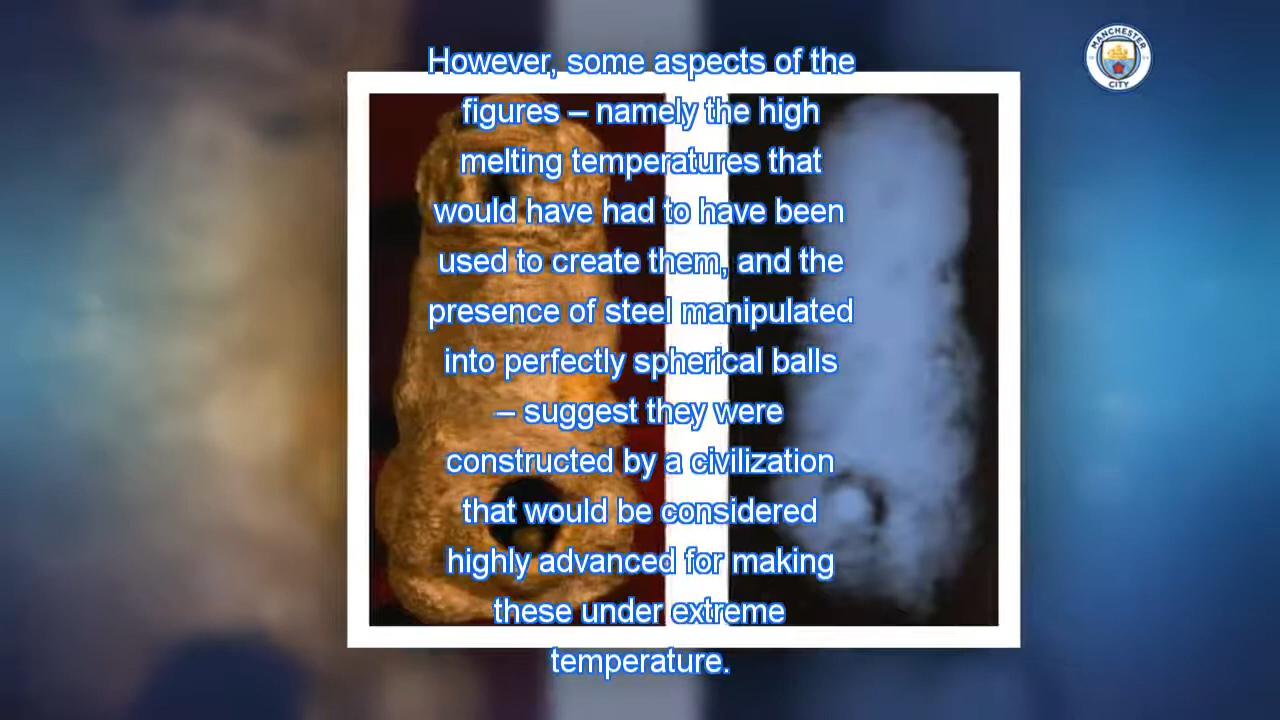 However, some aspects of the
figures – namely the high
melting temperatures that
would have had to have been
used to create them, and the
presence of steel manipulated
into perfectly spherical balls
– suggest they were
constructed by a civilization
that would be considered
highly advanced for making
these under extreme
temperature.
MANCHESTER
CITY